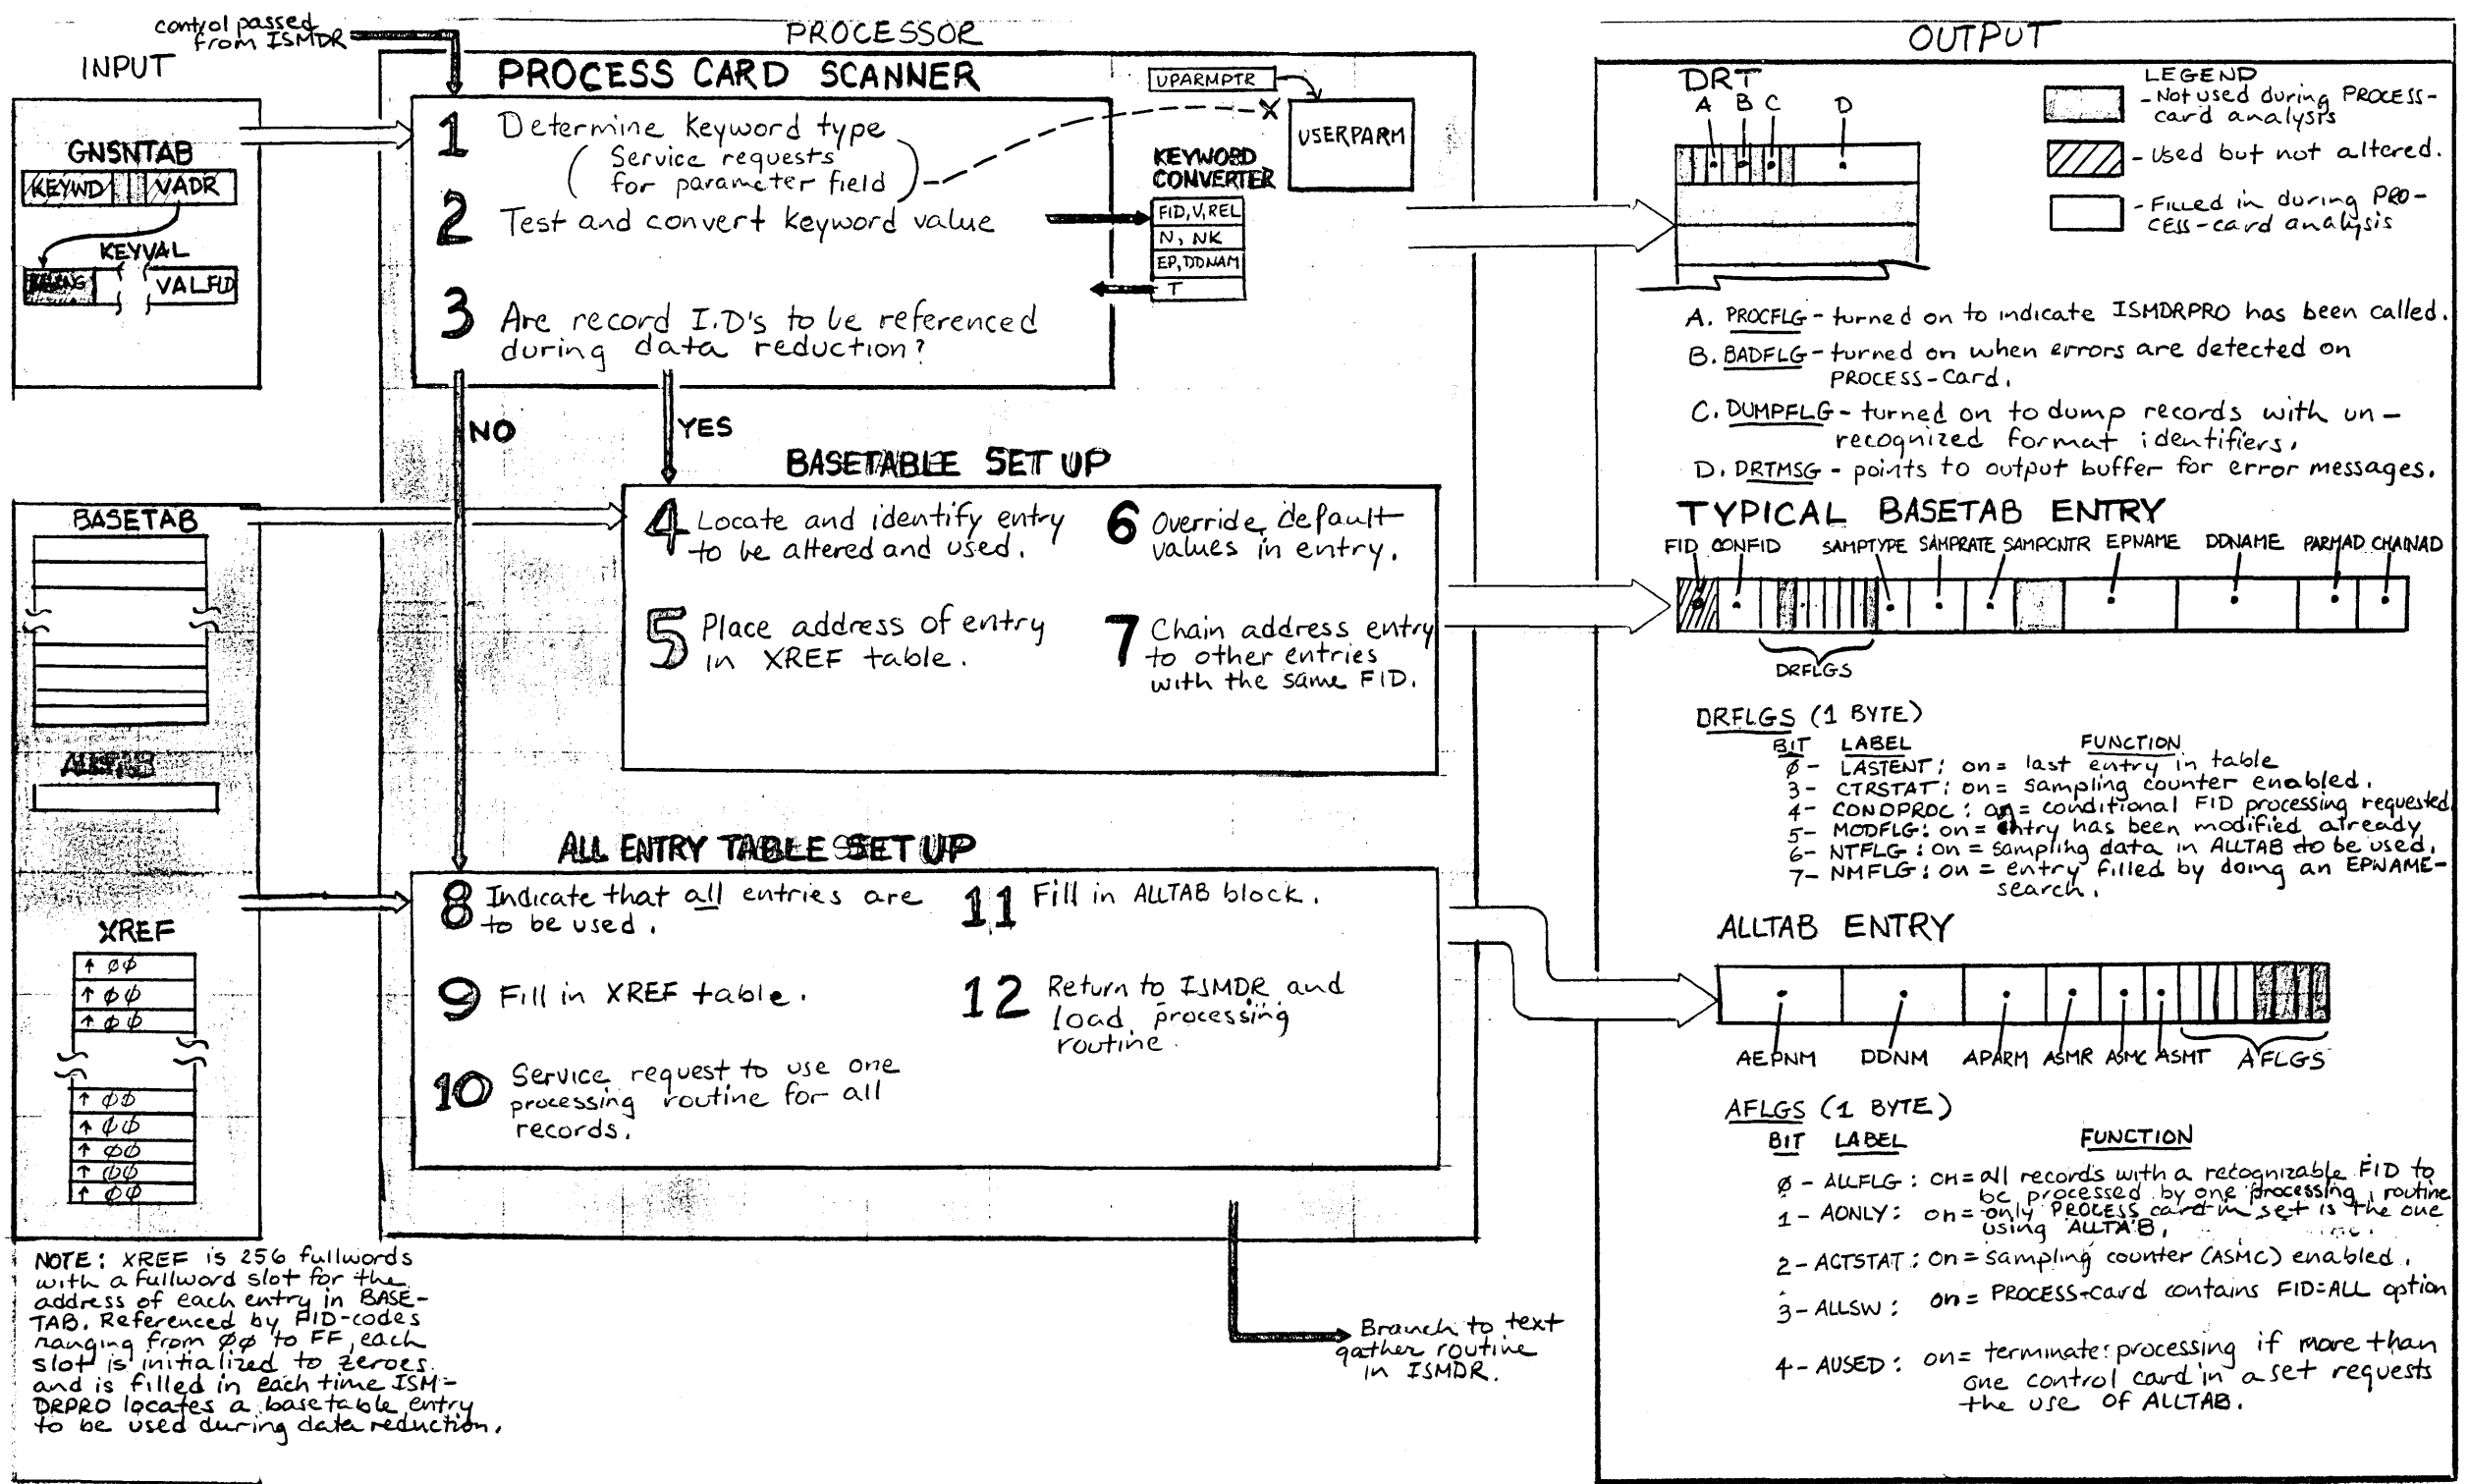 control passed
from ISMDR
INPUT
GNSNTAB
KEYWD VADR
KEYVAL
VALFLD
BASETAB
XREF
↑ ØØ
↑ ØØ
↑ ØØ
↑ ØØ
↑ ØØ
↑ ØØ
↑ ØØ
↑ ØØ
NOTE: XREF is 256 fullwords
with a fullword slot for the
address of each entry in BASE-
TAB. Referenced by FID-codes
ranging from ØØ to FF, each
slot is initialized to zeroes
and is filled in each time ISM-
DRPRO locates a basetable entry
to be used during data reduction.
PROCESSOR
PROCESS CARD SCANNER
1 Determine keyword type
(Service requests
for parameter field)
2 Test and convert keyword value
3 Are record I.D's to be referenced
during data reduction?
UPARMPTR
USERPARM
KEYWORD
CONVERTER
FID, V, REL
N, NK
EP, DDNAM
T
NO
YES
BASETABLE SET UP
4 Locate and identify entry
to be altered and used.
5 Place address of entry
in XREF table.
6 Override default
values in entry.
7 Chain address entry
to other entries
with the same FID.
ALL ENTRY TABLE SET UP
8 Indicate that all entries are
to be used.
9 Fill in XREF table.
10 Service request to use one
processing routine for all
records.
11 Fill in ALLTAB block.
12 Return to ISMDR and
load processing
routine.
Branch to text
gather routine
in ISMDR.
OUTPUT
DRT
A B C D
LEGEND
- Not used during PROCESS-
card analysis
- Used but not altered.
- Filled in during PRO-
CESS-card analysis
A. PROCFLG - turned on to indicate ISMDRPRO has been called.
B. BADFLG - turned on when errors are detected on
PROCESS-Card.
C. DUMPFLG - turned on to dump records with un-
recognized format identifiers.
D. DRTMSG - points to output buffer for error messages.
TYPICAL BASETAB ENTRY
FID CONFID SAMPTYPE SAMPRATE SAMPCNTR EPNAME DDNAME PARMAD CHAINAD
DRFLGS
DRFLGS (1 BYTE)
BIT LABEL FUNCTION
Ø- LASTENT: on= last entry in table
3- CTRSTAT: on= sampling counter enabled.
4- CONDPROC: on= conditional FID processing requested
5- MODFLG: on= entry has been modified already
6- NTFLG: on= sampling data in ALLTAB to be used.
7- NMFLG: on= entry filled by doing an EPNAME-
search.
ALLTAB ENTRY
AEPNM DDNM APARM ASMR ASMC ASMT AFLGS
AFLGS (1 BYTE)
BIT LABEL FUNCTION
Ø - ALLFLG: on= all records with a recognizable FID to
be processed by one processing routine
1 - AONLY: on= only PROCESS card in set is the one
using ALLTAB.
2 - ACTSTAT: on= sampling counter (ASMC) enabled.
3 - ALLSW: on= PROCESS-card contains FID=ALL option
4 - AUSED: on= terminate processing if more than
one control card in a set requests
the use of ALLTAB.